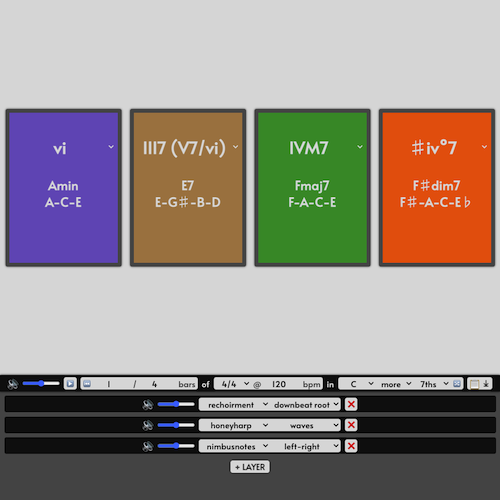 vi
III7 (V7/vi)
IVM7
♯iv°7
Amin
A-C-E
E7
E-G♯-B-D
Fmaj7
F-A-C-E
F♯dim7
F♯-A-C-E♭
1 / 4 bars of 4/4 @ 120 bpm in C more 7ths
rechoirment downbeat root
honeyharp waves
nimbusnotes left-right
+ LAYER